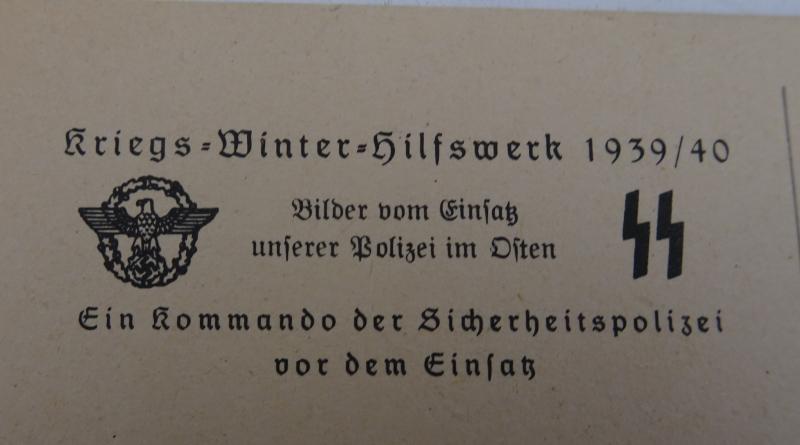 Kriegs-Winter-Hilfswerk 1939/40
Bilder vom Einsatz
unserer Polizei im Osten
Ein Kommando der Sicherheitspolizei
vor dem Einsatz